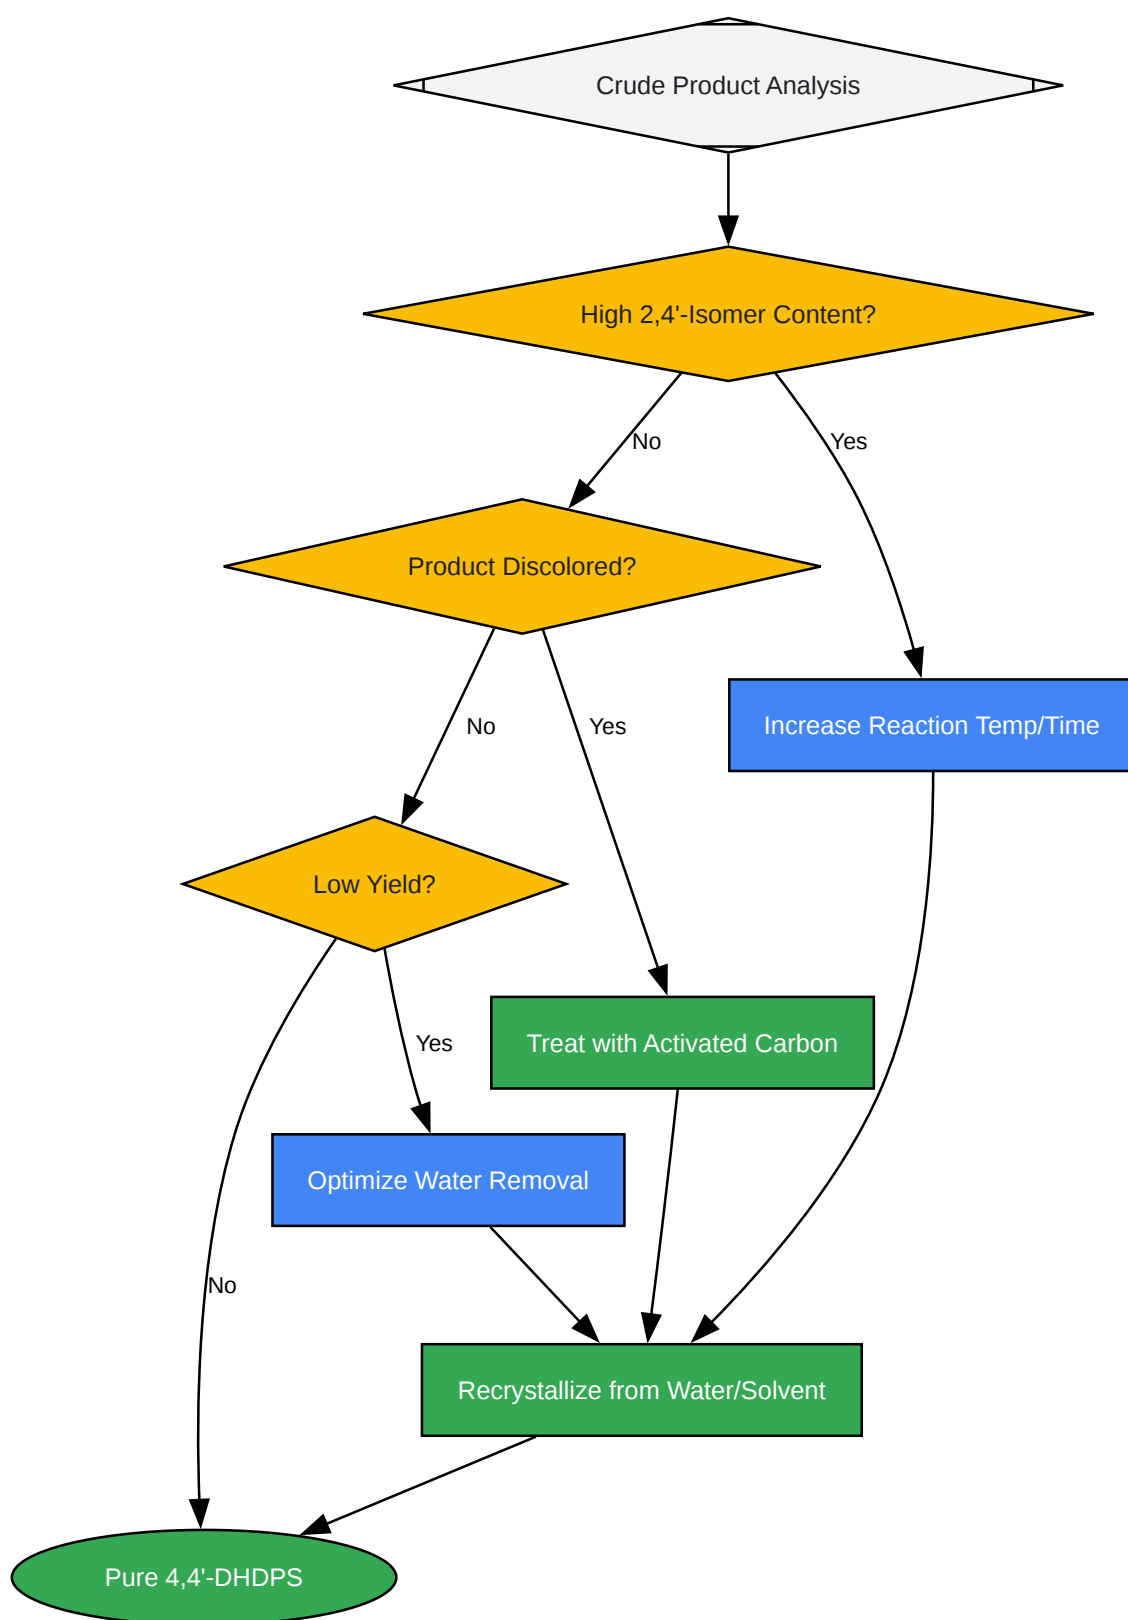 Crude Product Analysis
High 2,4'-Isomer Content?
No
Yes
Product Discolored?
No
Yes
Increase Reaction Temp/Time
Low Yield?
Yes
Treat with Activated Carbon
Optimize Water Removal
No
Recrystallize from Water/Solvent
Pure 4,4'-DHDPS